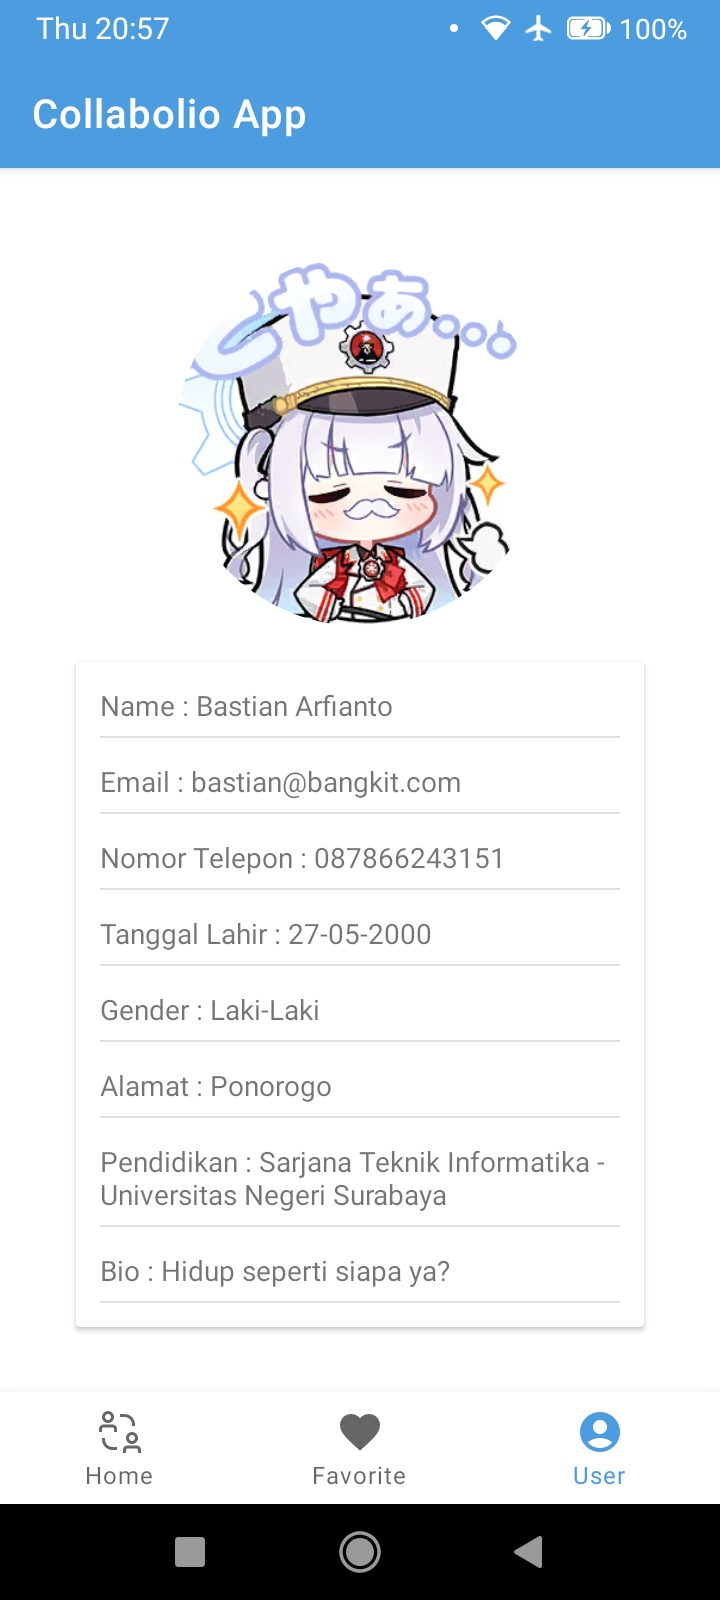 Thu 20:57
100%
Collabolio App
しゃあ...
Name : Bastian Arfianto
Email : bastian@bangkit.com
Nomor Telepon : 087866243151
Tanggal Lahir : 27-05-2000
Gender : Laki-Laki
Alamat : Ponorogo
Pendidikan : Sarjana Teknik Informatika -
Universitas Negeri Surabaya
Bio : Hidup seperti siapa ya?
Home
Favorite
User